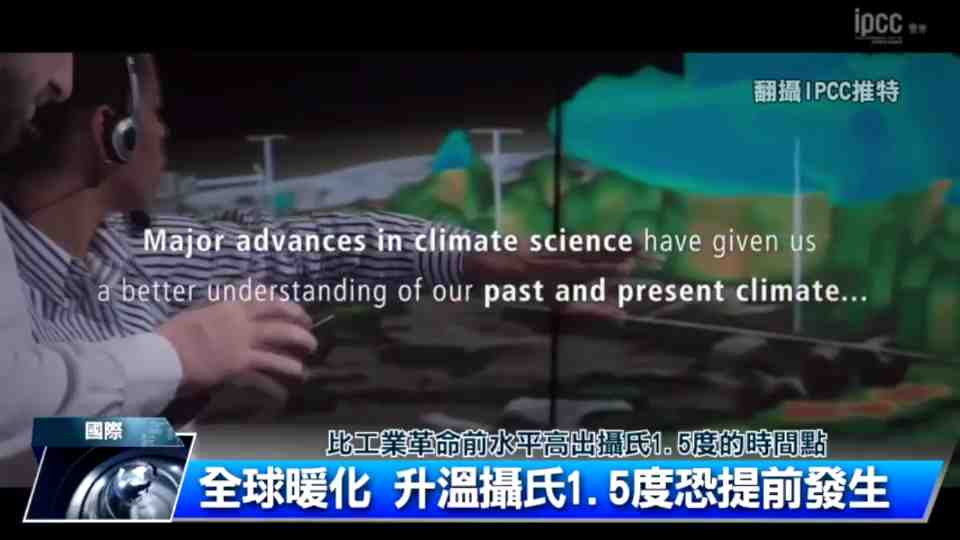 ipcc
翻攝IPCC推特
Major advances in climate science have given us
a better understanding of our past and present climate...
國際
比工業革命前水平高出攝氏1.5度的時間點
全球暖化 升溫攝氏1.5度恐提前發生